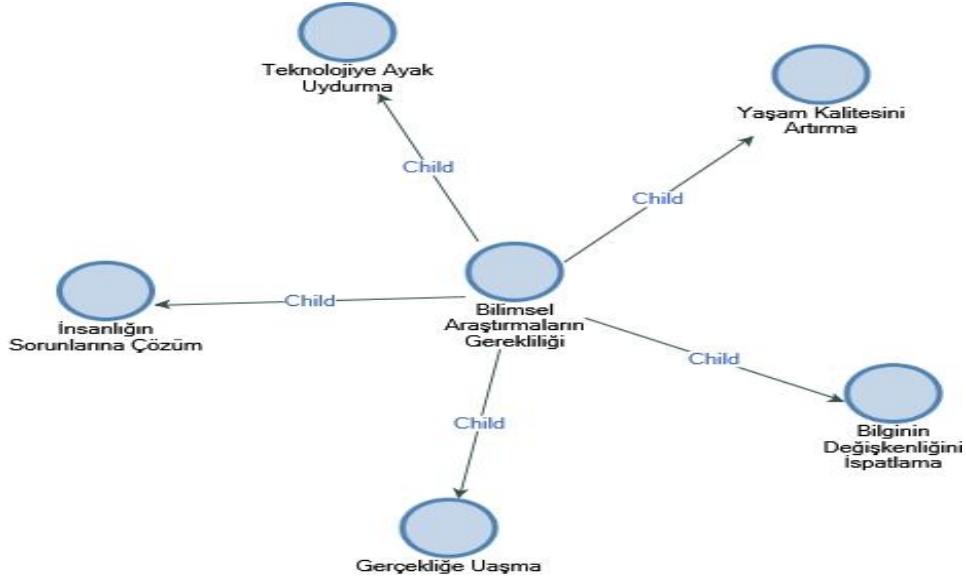 Teknolojiye Ayak
Uydurma
Yaşam Kalitesini
Artırma
Child
Child
Child
İnsanlığın
Sorunlarına Çözüm
Bilimsel
Araştırmaların
Gerekliliği
Child
Bilginin
Değişkenliğini
İspatlama
Child
Gerçekliğe Uaşma